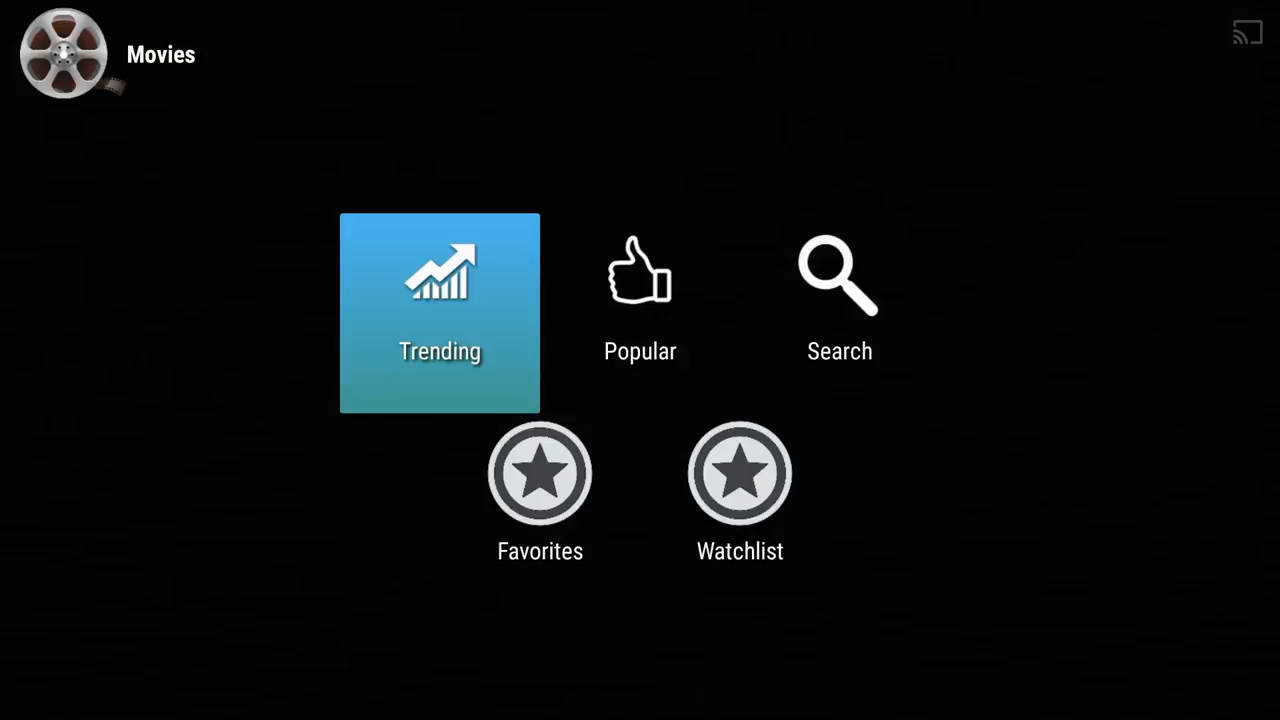 Movies
Trending
Popular
Search
Favorites
Watchlist